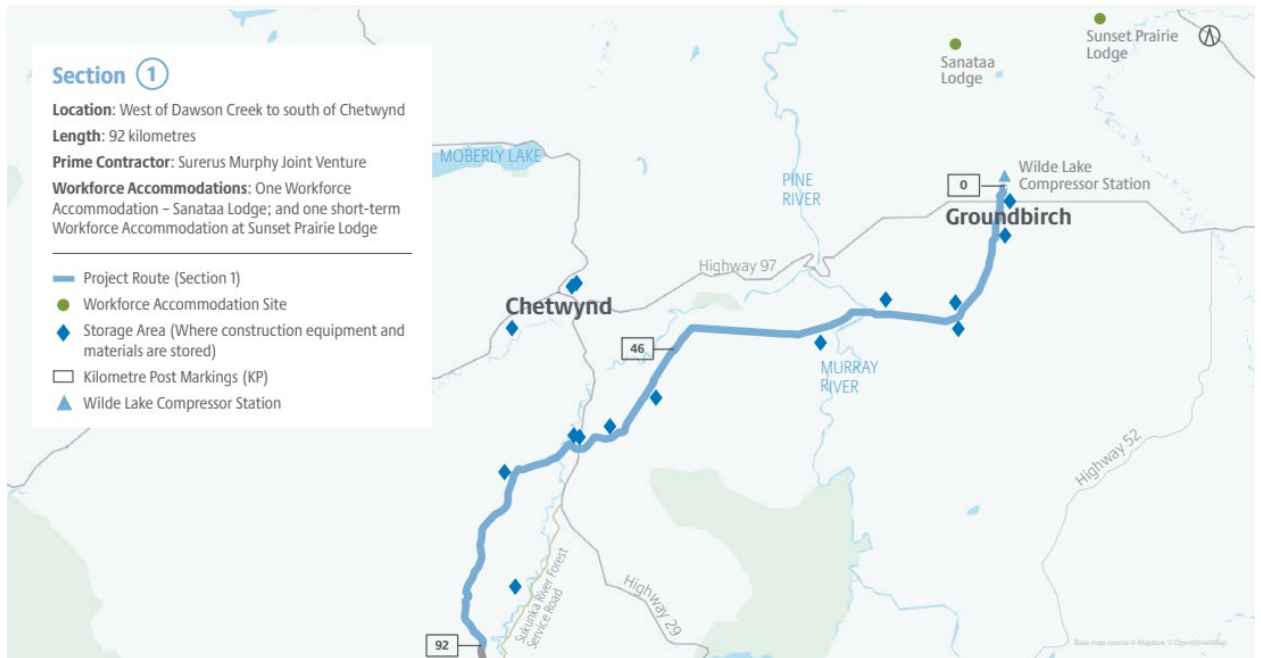 Section 1
Location: West of Dawson Creek to south of Chetwynd
Length: 92 kilometres
Prime Contractor: Surerus Murphy Joint Venture
Workforce Accommodations: One Workforce
Accommodation – Sanataa Lodge; and one short-term
Workforce Accommodation at Sunset Prairie Lodge
Project Route (Section 1)
Workforce Accommodation Site
Storage Area (Where construction equipment and
materials are stored)
Kilometre Post Markings (KP)
Wilde Lake Compressor Station
Sunset Prairie
Lodge
Sanataa
Lodge
MOBERLY LAKE
PINE
RIVER
Wilde Lake
Compressor Station
0
Groundbirch
Highway 97
Chetwynd
46
MURRAY
RIVER
Highway 52
Sukunka River Forest
Service Road
Highway 29
92
Base map source © Mapbox, © OpenStreetMap